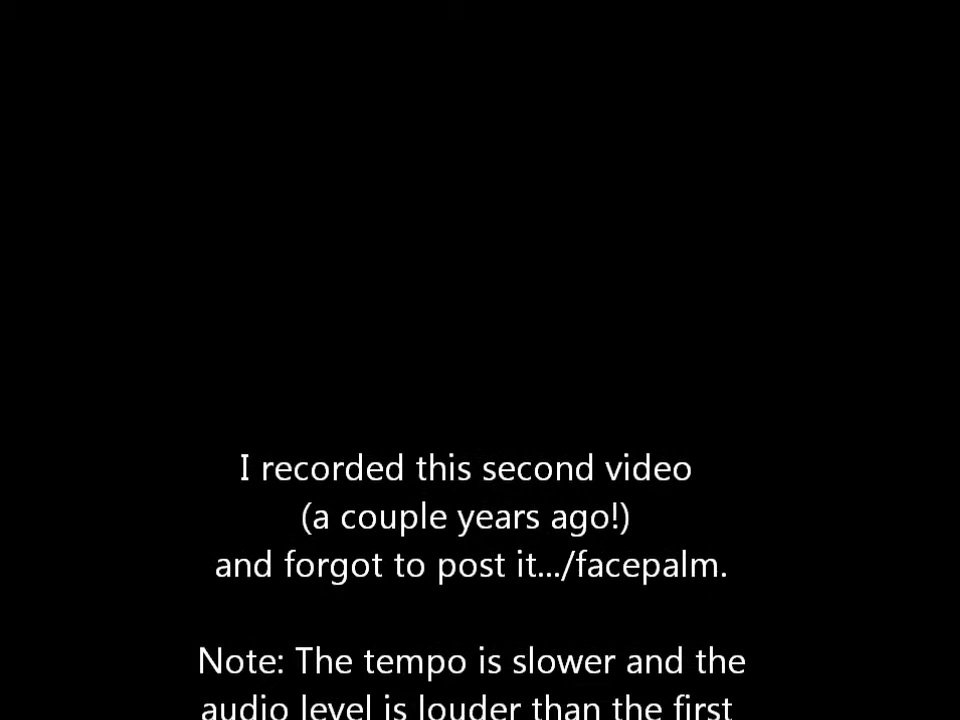 I recorded this second video
(a couple years ago!)
and forgot to post it.../facepalm.
Note: The tempo is slower and the
audio level is louder than the first